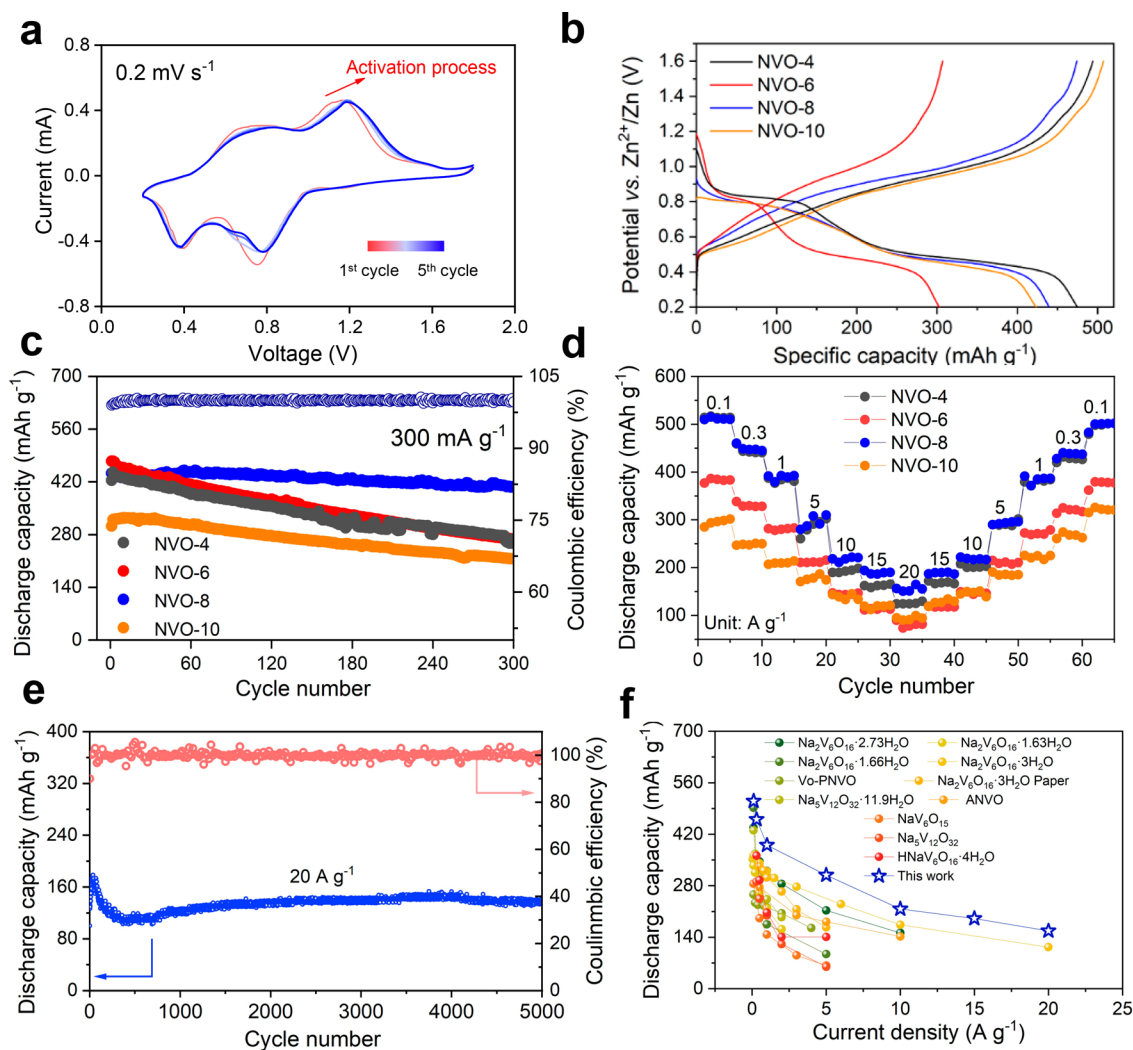 a
0.8
0.4
0.0
-0.4
-0.8
Current (mA)
0.2 mV s-1
Activation process
1st cycle
5th cycle
0.0
0.4
0.8
1.2
1.6
2.0
Voltage (V)
b
1.6
1.4
1.2
1.0
0.8
0.6
0.4
0.2
Potential vs. Zn2+/Zn (V)
NVO-4
NVO-6
NVO-8
NVO-10
0
100
200
300
400
500
Specific capacity (mAh g-1)
c
700
560
420
280
140
0
Discharge capacity (mAh g-1)
105
90
75
60
Coulombic efficiency (%)
300 mA g-1
NVO-4
NVO-6
NVO-8
NVO-10
0
60
120
180
240
300
Cycle number
d
600
500
400
300
200
100
Discharge capacity (mAh g-1)
0.1
0.3
1
5
10
15
20
15
10
5
1
0.3
0.1
NVO-4
NVO-6
NVO-8
NVO-10
Unit: A g-1
0
10
20
30
40
50
60
Cycle number
e
400
360
320
280
240
200
160
120
80
40
0
Discharge capacity (mAh g-1)
120
100
80
60
40
20
0
Coulinmbic efficiency (%)
20 A g-1
0
1000
2000
3000
4000
5000
Cycle number
f
700
560
420
280
140
0
Discharge capacity (mAh g-1)
Na2V6O16·2.73H2O
Na2V6O16·1.63H2O
Na2V6O16·1.66H2O
Na2V6O16·3H2O
Vo-PNVO
Na2V6O16·3H2O Paper
Na5V12O32·11.9H2O
ANVO
NaV6O15
Na5V12O32
HNaV6O16·4H2O
This work
0
5
10
15
20
25
Current density (A g-1)